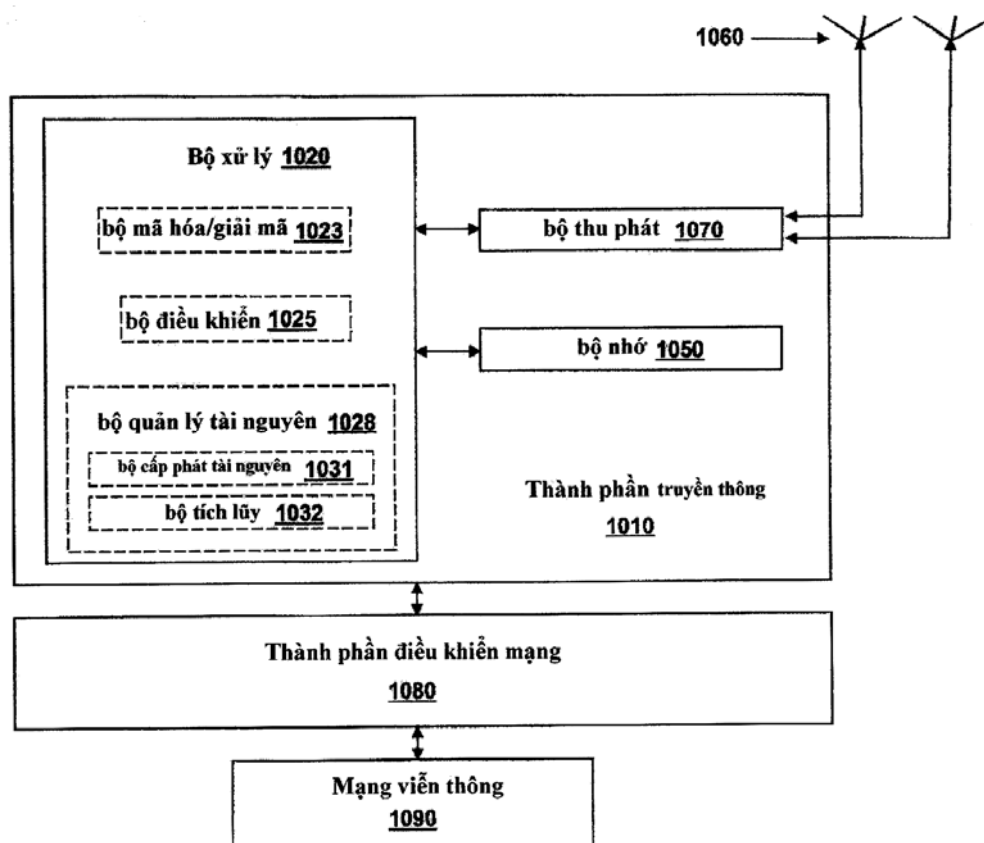 1060
Bộ xử lý 1020
bộ mã hóa/giải mã 1023
bộ thu phát 1070
bộ điều khiển 1025
bộ nhớ 1050
bộ quản lý tài nguyên 1028
bộ cấp phát tài nguyên 1031
bộ tích lũy 1032
Thành phần truyền thông
1010
Thành phần điều khiển mạng
1080
Mạng viễn thông
1090